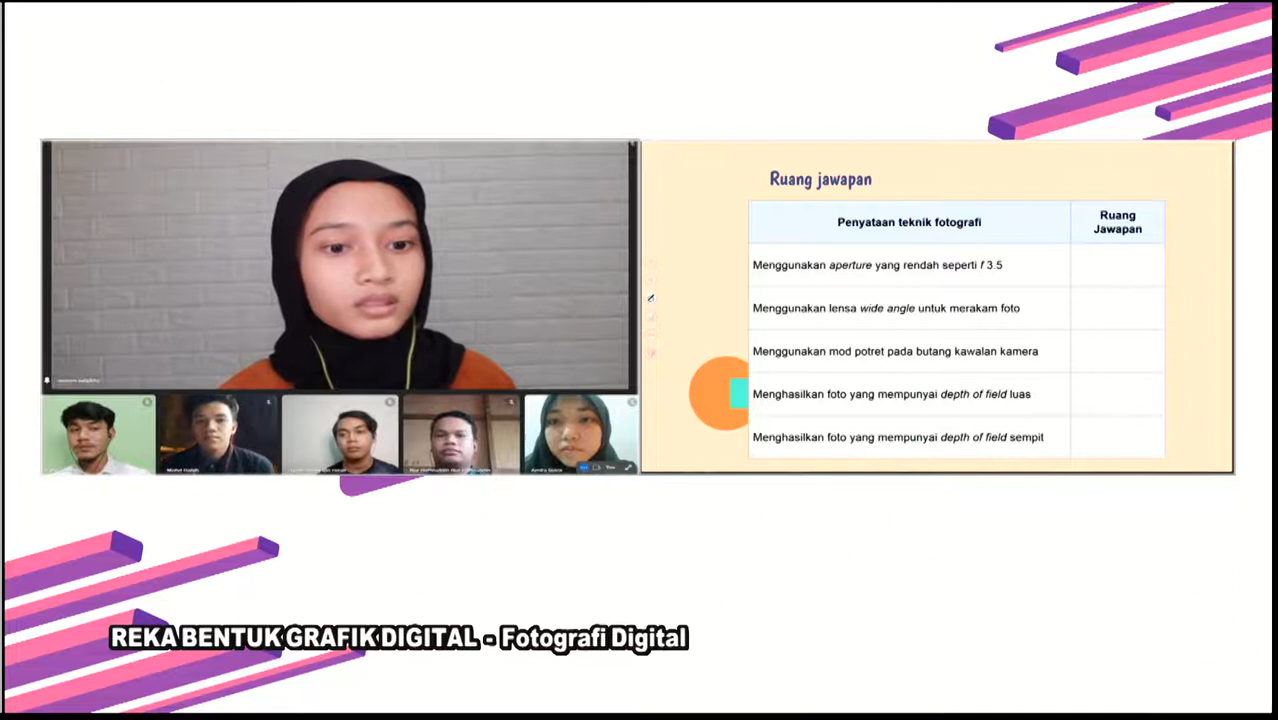 Ruang jawapan
Penyataan teknik fotografi
Ruang
Jawapan
Menggunakan aperture yang rendah seperti f 3.5
Menggunakan lensa wide angle untuk merakam foto
Menggunakan mod potret pada butang kawalan kamera
Menghasilkan foto yang mempunyai depth of field luas
Menghasilkan foto yang mempunyai depth of field sempit
You
REKA BENTUK GRAFIK DIGITAL - Fotografi Digital